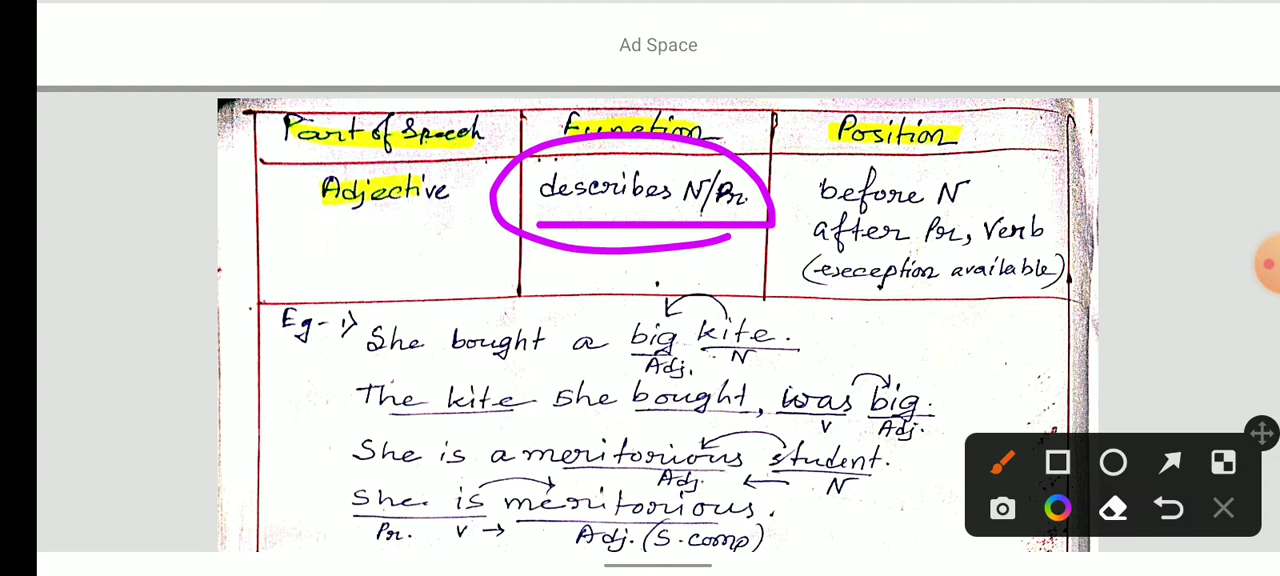 Ad Space
Part of Speech Function Position
Adjective describes N/Pr. before N
after Pr, Verb
(exception available)
Eg- 1) She bought a big kite.
Adj. N
The kite she bought, was big.
V Adj.
She is a meritorious student.
Adj. N
She is meritorious.
Pr. V → Adj. (S. comp)